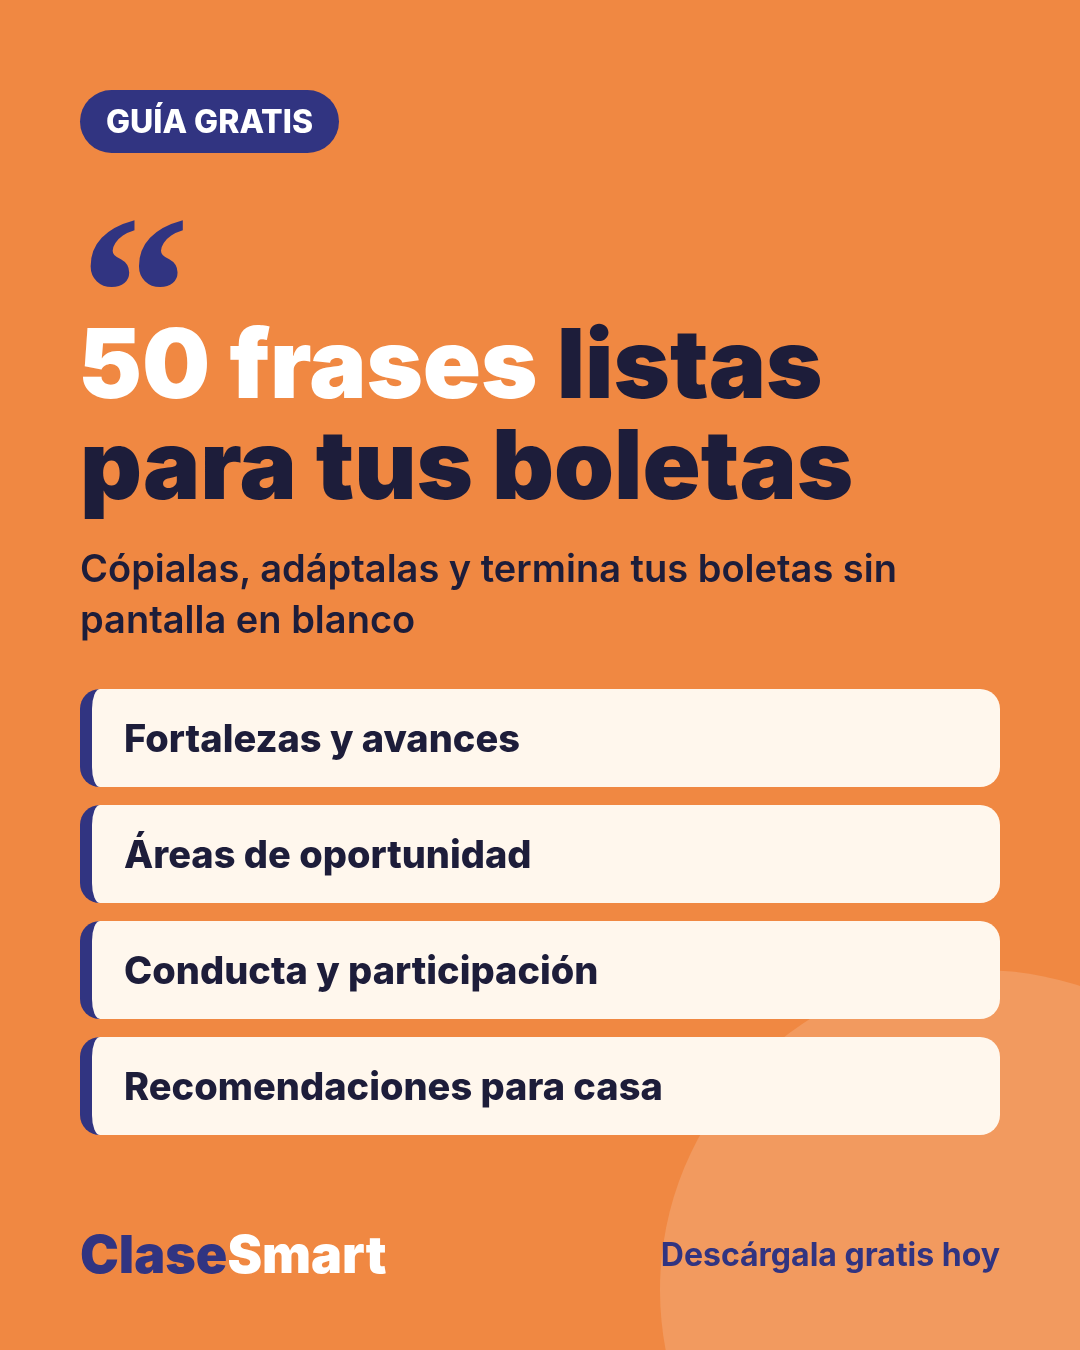 GUÍA GRATIS
“
50 frases listas
para tus boletas
Cópialas, adáptalas y termina tus boletas sin
pantalla en blanco
Fortalezas y avances
Áreas de oportunidad
Conducta y participación
Recomendaciones para casa
ClaseSmart
Descárgala gratis hoy